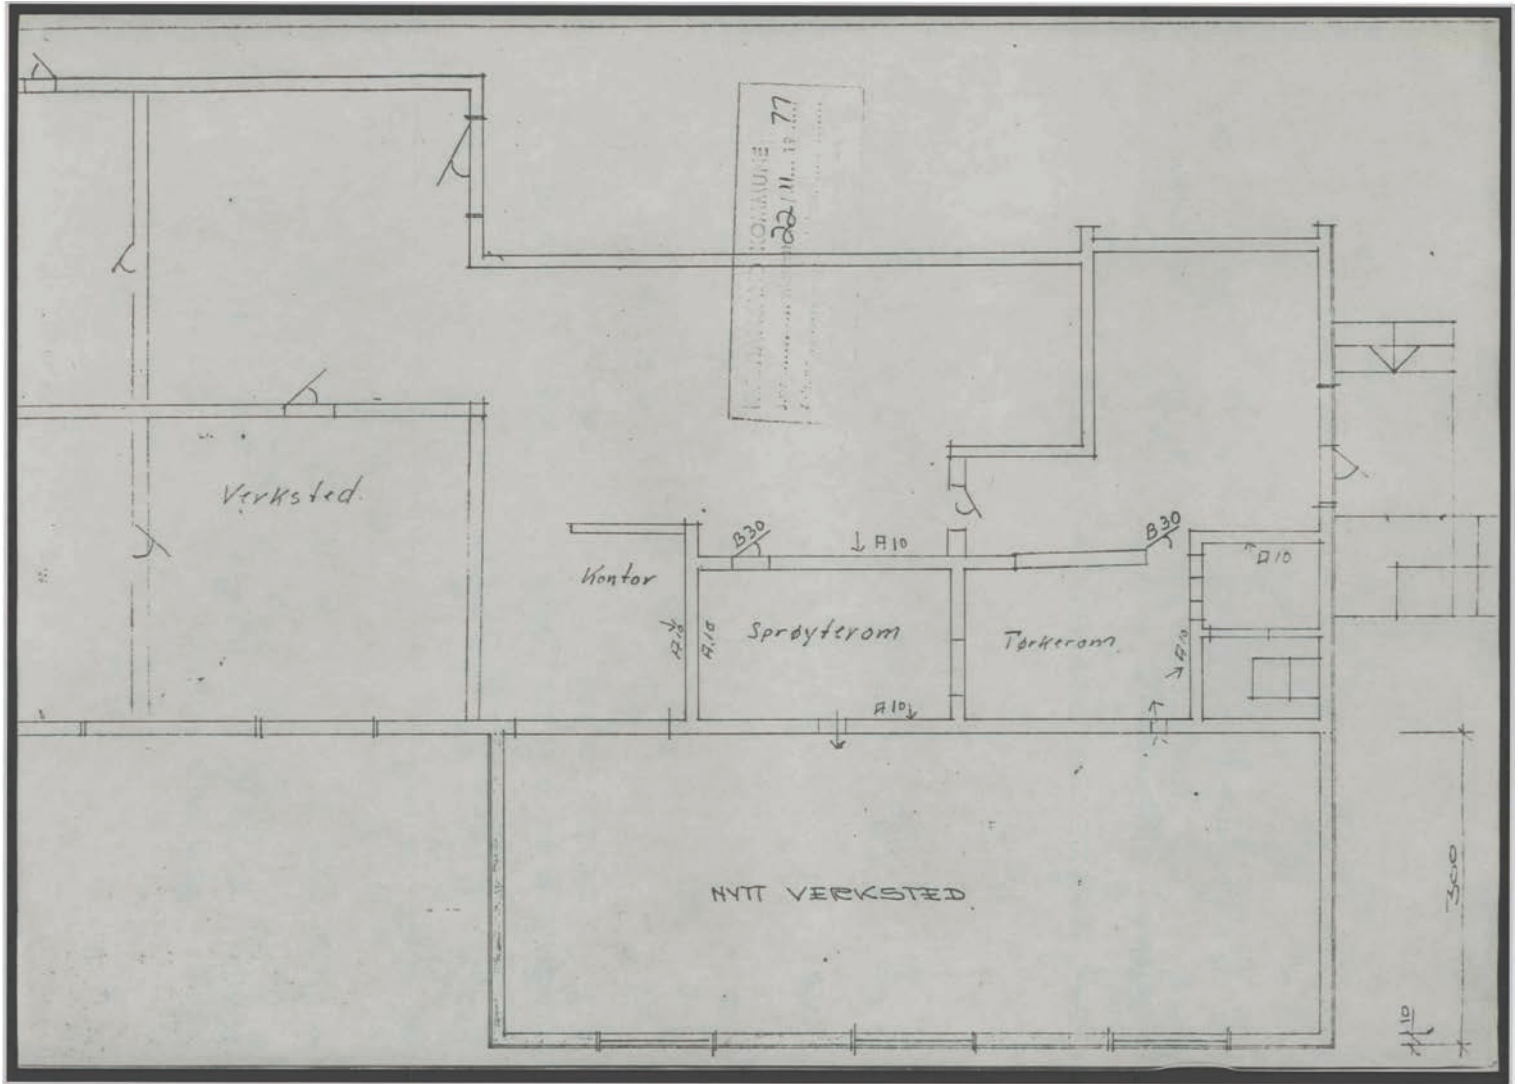 KOMMUNE
22/11 19 77
Verksted.
B30
↓ A10
B30
A10
Kontor
A10
A10
Sprøyterom
Tørkerom
A10
A10
NYTT VERKSTED
300
10